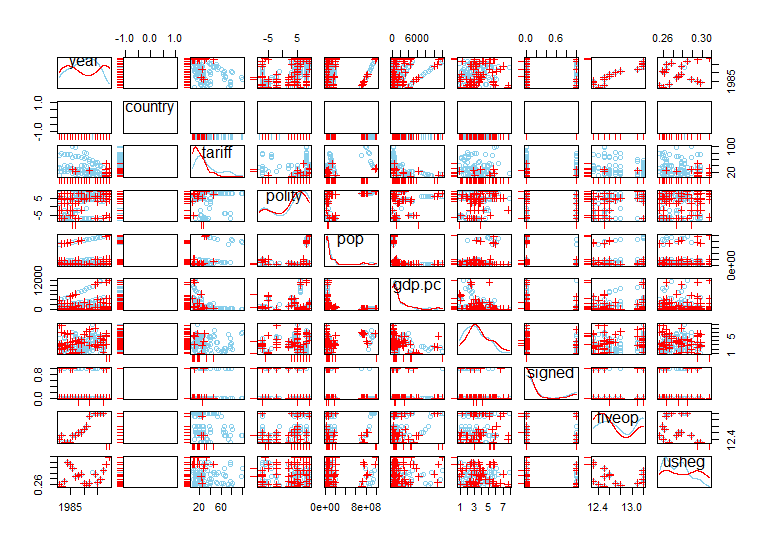 -1.0 0.0 1.0 -5 5 0 6000 0.0 0.6 0.26 0.30
year 1985
-1.0 1.0 country
tariff 20 100
-5 5 polity
pop 0e+00
0 12000 gdp.pc
1 5
0.0 0.8 signed
fiveop 12.4
0.26 usheg
1985 20 60 0e+00 8e+08 1 3 5 7 12.4 13.0